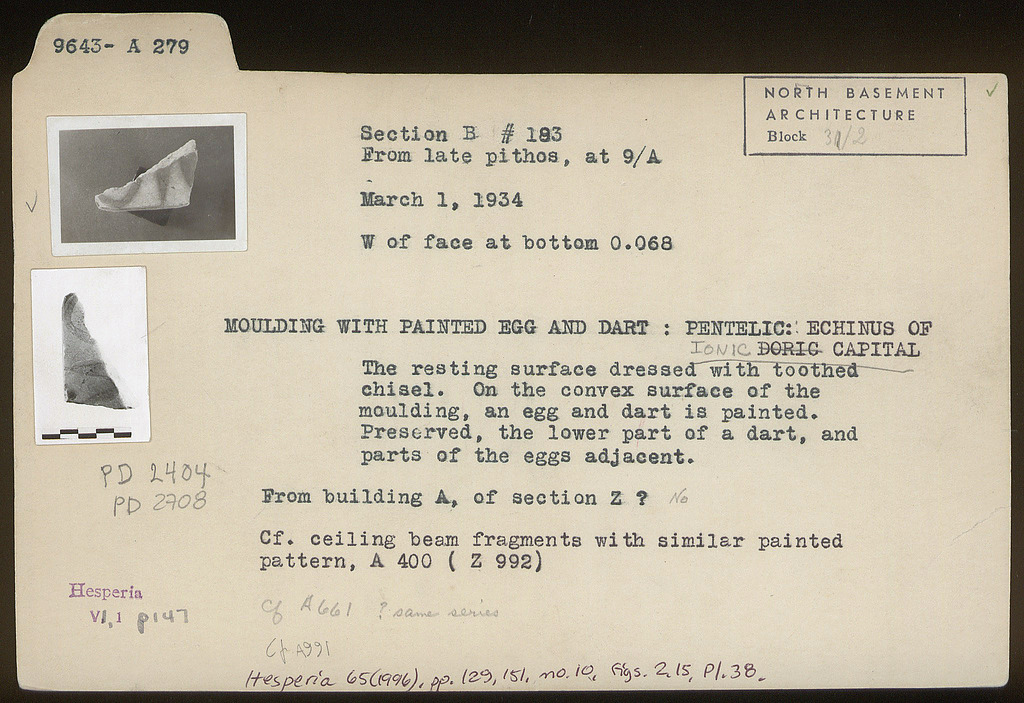 9643- A 279
NORTH BASEMENT
ARCHITECTURE
Block 31/2
Section B # 183
From late pithos, at 9/A
March 1, 1934
W of face at bottom 0.068
MOULDING WITH PAINTED EGG AND DART : PENTELIC: ECHINUS OF
IONIC DORIC CAPITAL
The resting surface dressed with toothed
chisel. On the convex surface of the
moulding, an egg and dart is painted.
Preserved, the lower part of a dart, and
parts of the eggs adjacent.
PD 2404
PD 2708
From building A, of section Z ? No
Cf. ceiling beam fragments with similar painted
pattern, A 400 ( Z 992)
Hesperia
VI,1 p147
Cf A661 ? same series
Cf A991
Hesperia 65(1996), pp. 129, 151, no. 10, Figs. 2, 15, Pl. 38.